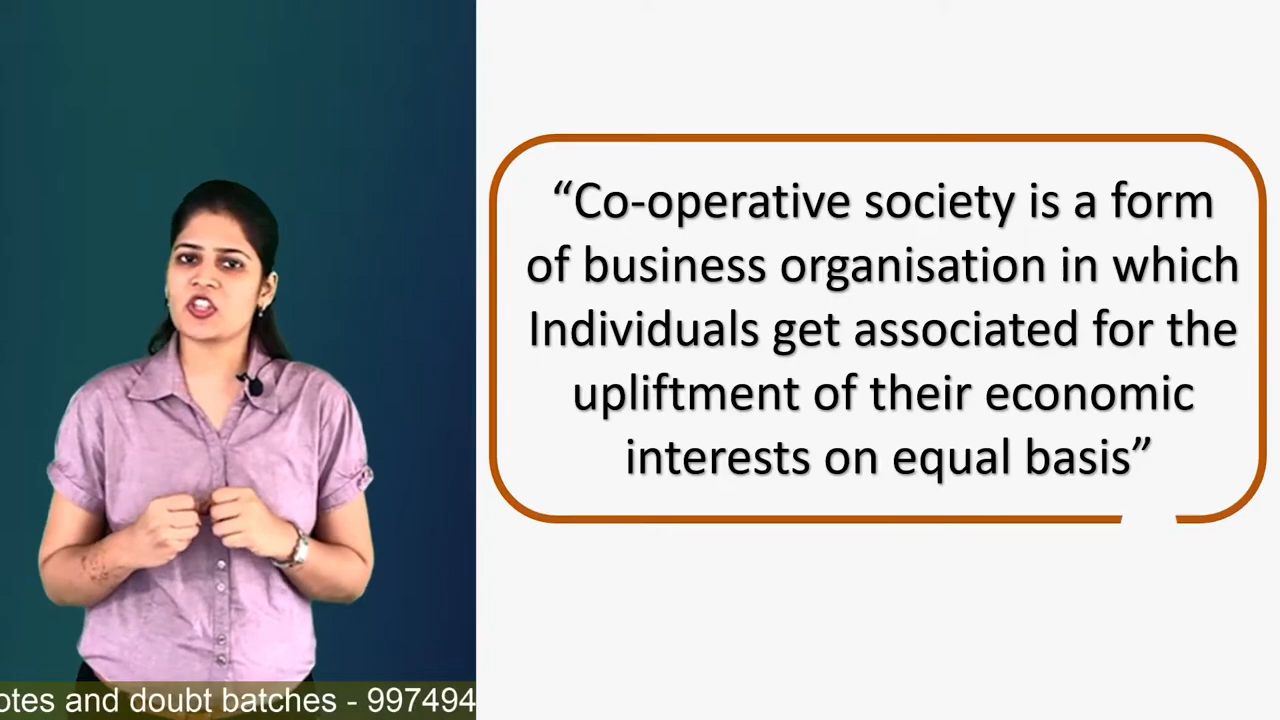 “Co-operative society is a form
of business organisation in which
Individuals get associated for the
upliftment of their economic
interests on equal basis”
and doubt batches - 997494